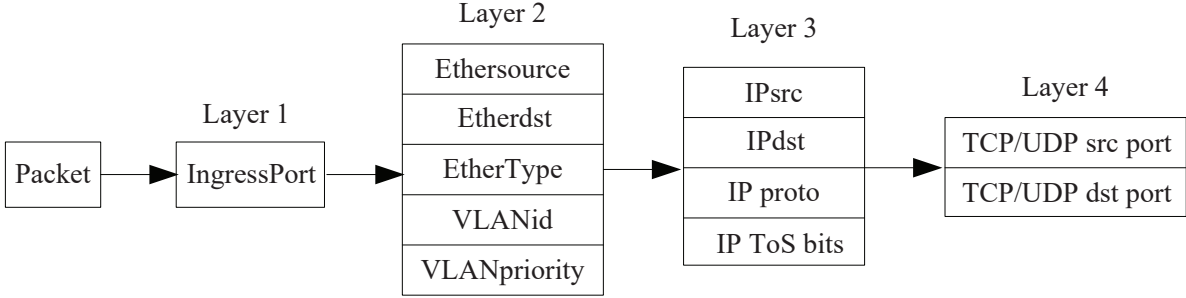 Packet
Layer 1
IngressPort
Layer 2
Ethersource
Etherdst
EtherType
VLANid
VLANpriority
Layer 3
IPsrc
IPdst
IP proto
IP ToS bits
Layer 4
TCP/UDP src port
TCP/UDP dst port